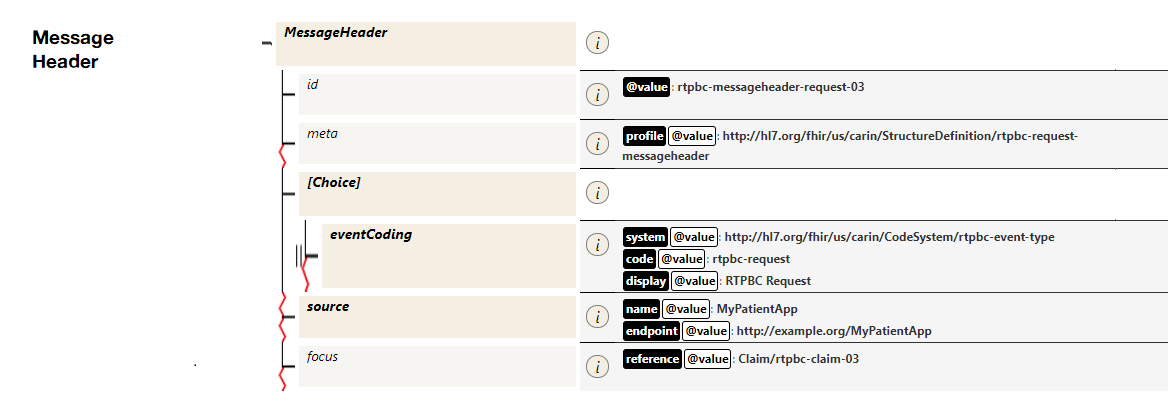 Message
Header
MessageHeader
i
id
i
@value : rtpbc-messageheader-request-03
meta
i
profile @value : http://hl7.org/fhir/us/carin/StructureDefinition/rtpbc-request-
messageheader
[Choice]
i
eventCoding
i
system @value : http://hl7.org/fhir/us/carin/CodeSystem/rtpbc-event-type
code @value : rtpbc-request
display @value : RTPBC Request
source
i
name @value : MyPatientApp
endpoint @value : http://example.org/MyPatientApp
focus
i
reference @value : Claim/rtpbc-claim-03